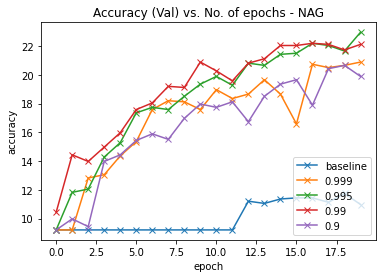 Accuracy (Val) vs. No. of epochs - NAG
accuracy
22
20
18
16
14
12
10
baseline
0.999
0.995
0.99
0.9
0.0 2.5 5.0 7.5 10.0 12.5 15.0 17.5
epoch